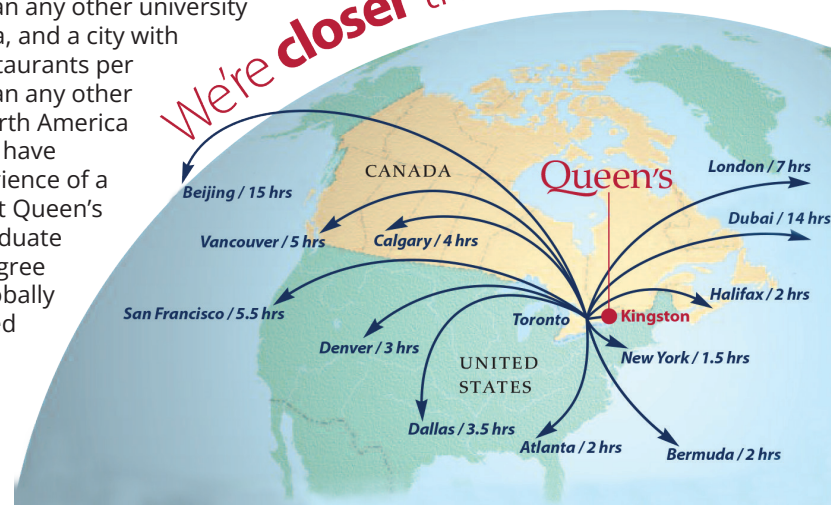 an any other university
a, and a city with
taurants per
an any other
rth America
have
rience of a
t Queen's
duate
gree
obally
ed
We're closer
CANADA
Queen's
London / 7 hrs
Beijing / 15 hrs
Dubai / 14 hrs
Vancouver / 5 hrs
Calgary / 4 hrs
Halifax / 2 hrs
San Francisco / 5.5 hrs
Toronto
Kingston
Denver / 3 hrs
New York / 1.5 hrs
UNITED
STATES
Dallas / 3.5 hrs
Atlanta / 2 hrs
Bermuda / 2 hrs